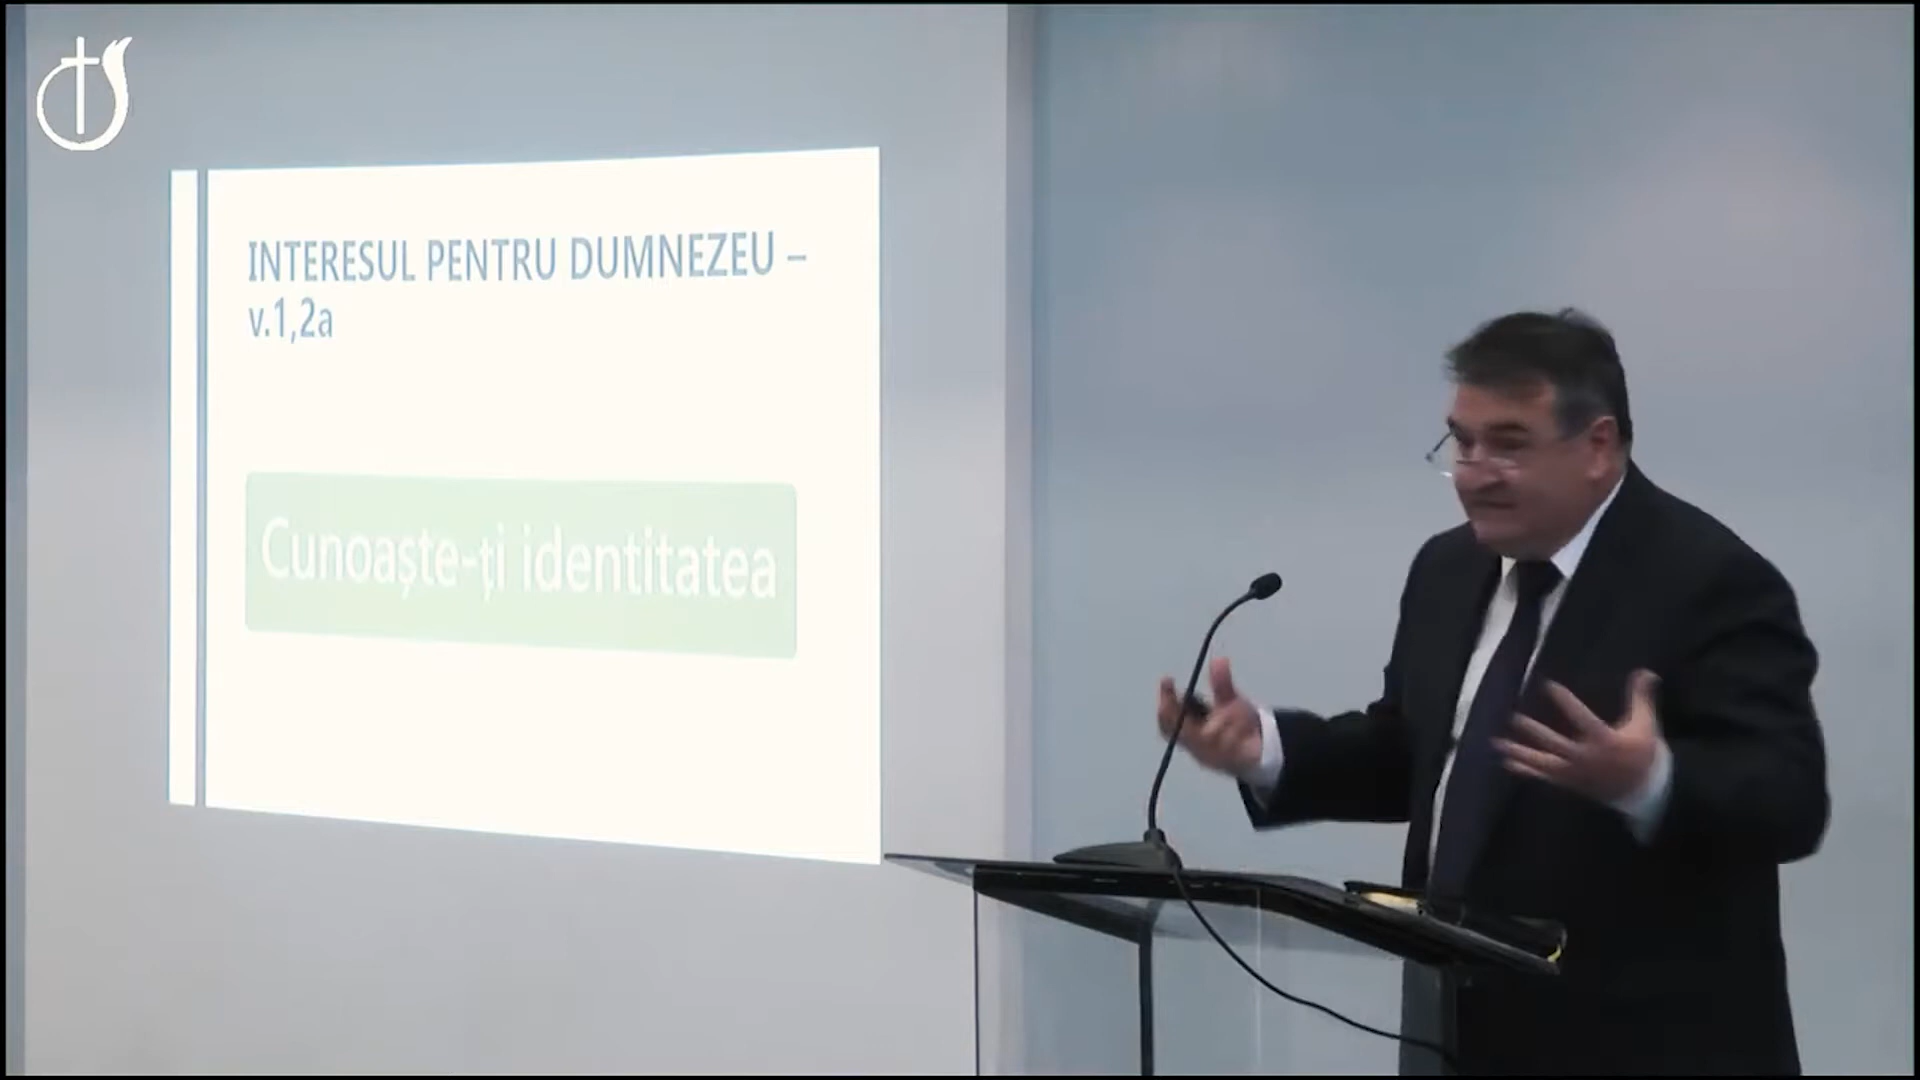 INTERESUL PENTRU DUMNEZEU –
v.1,2a
Cunoaște-ți identitatea